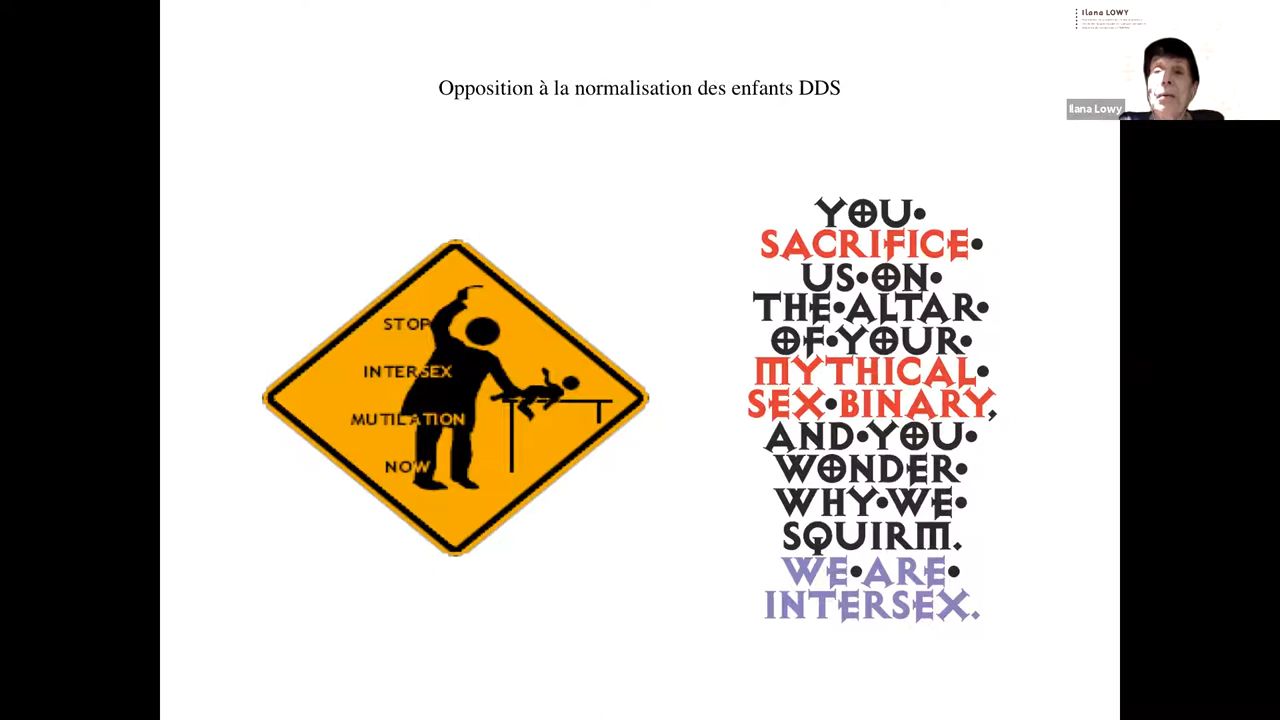 Ilana LOWY
Ilana Lowy
Opposition à la normalisation des enfants DDS
STOP
INTERSEX
MUTILATION
NOW
YOU•
SACRIFICE•
US•ON•
THE•ALTAR•
OF•YOUR•
MYTHICAL•
SEX•BINARY,
AND•YOU•
WONDER•
WHY•WE•
SQUIRM.
WE•ARE•
INTERSEX.